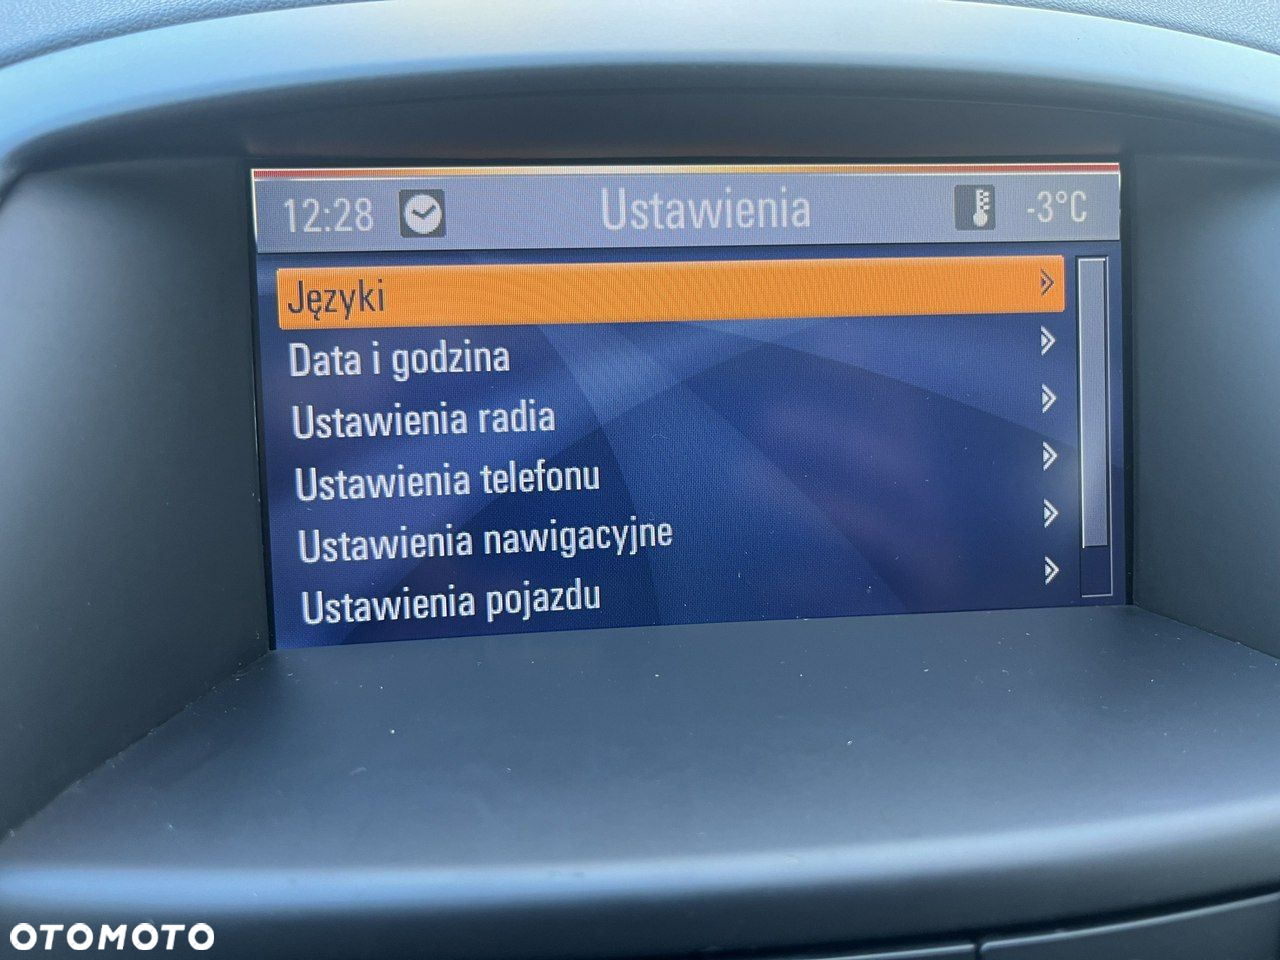 12:28 Ustawienia -3°C
Języki
Data i godzina
Ustawienia radia
Ustawienia telefonu
Ustawienia nawigacyjne
Ustawienia pojazdu
OTOMOTO